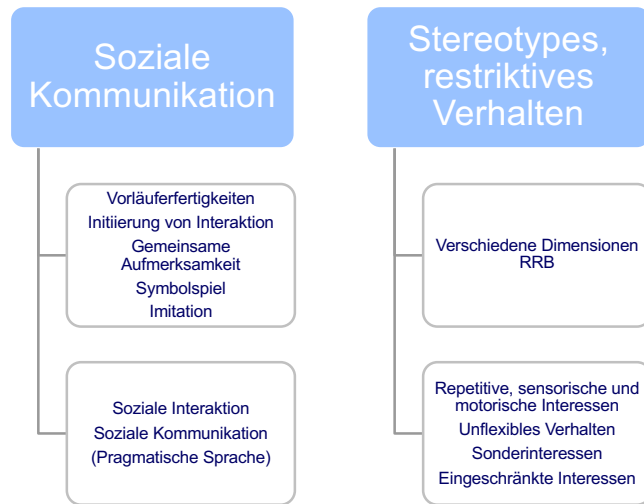 Soziale
Kommunikation
Vorläuferfertigkeiten
Initiierung von Interaktion
Gemeinsame
Aufmerksamkeit
Symbolspiel
Imitation
Soziale Interaktion
Soziale Kommunikation
(Pragmatische Sprache)
Stereotypes,
restriktives
Verhalten
Verschiedene Dimensionen
RRB
Repetitive, sensorische und
motorische Interessen
Unflexibles Verhalten
Sonderinteressen
Eingeschränkte Interessen